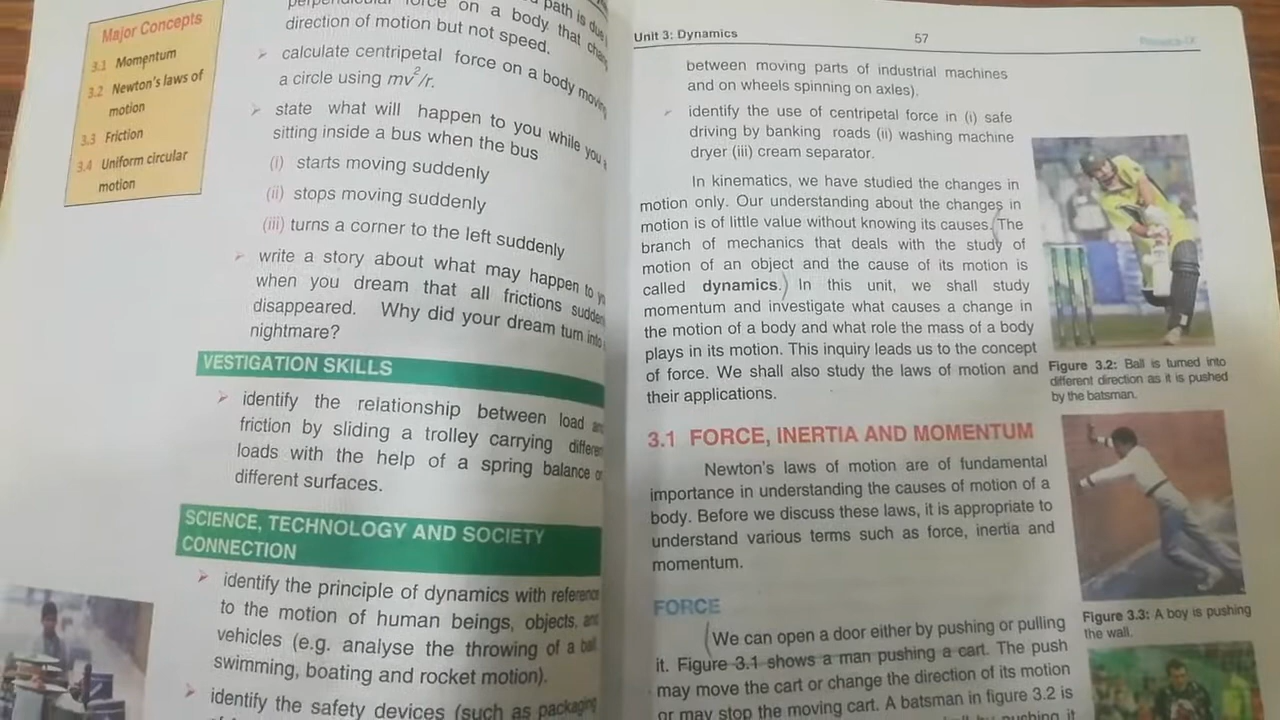 Major Concepts
3.1 Momentum
3.2 Newton's laws of
motion
3.3 Friction
3.4 Uniform circular
motion
force on a body that
direction of motion but not speed.
➢ calculate centripetal force on a body moving
a circle using mv²/r.
➢ state what will happen to you while you
sitting inside a bus when the bus
(i) starts moving suddenly
(ii) stops moving suddenly
(iii) turns a corner to the left suddenly
➢ write a story about what may happen to
when you dream that all frictions
disappeared. Why did your dream turn into
nightmare?
VESTIGATION SKILLS
➢ identify the relationship between load
friction by sliding a trolley carrying
loads with the help of a spring balance
different surfaces.
SCIENCE, TECHNOLOGY AND SOCIETY
CONNECTION
➢ identify the principle of dynamics with reference
to the motion of human beings, objects, and
vehicles (e.g. analyse the throwing of a ball
swimming, boating and rocket motion).
➢ identify the safety devices (such as packaging
Unit 3: Dynamics
57
Physics-IX
between moving parts of industrial machines
and on wheels spinning on axles).
➢ identify the use of centripetal force in (i) safe
driving by banking roads (ii) washing machine
dryer (iii) cream separator.
In kinematics, we have studied the changes in
motion only. Our understanding about the changes in
motion is of little value without knowing its causes. The
branch of mechanics that deals with the study of
motion of an object and the cause of its motion is
called dynamics. In this unit, we shall study
momentum and investigate what causes a change in
the motion of a body and what role the mass of a body
plays in its motion. This inquiry leads us to the concept
of force. We shall also study the laws of motion and
their applications.
Figure 3.2: Ball is turned into
different direction as it is pushed
by the batsman.
3.1 FORCE, INERTIA AND MOMENTUM
Newton's laws of motion are of fundamental
importance in understanding the causes of motion of a
body. Before we discuss these laws, it is appropriate to
understand various terms such as force, inertia and
momentum.
Figure 3.3: A boy is pushing
the wall.
FORCE
We can open a door either by pushing or pulling
it. Figure 3.1 shows a man pushing a cart. The push
may move the cart or change the direction of its motion
or may stop the moving cart. A batsman in figure 3.2 is
pushing it